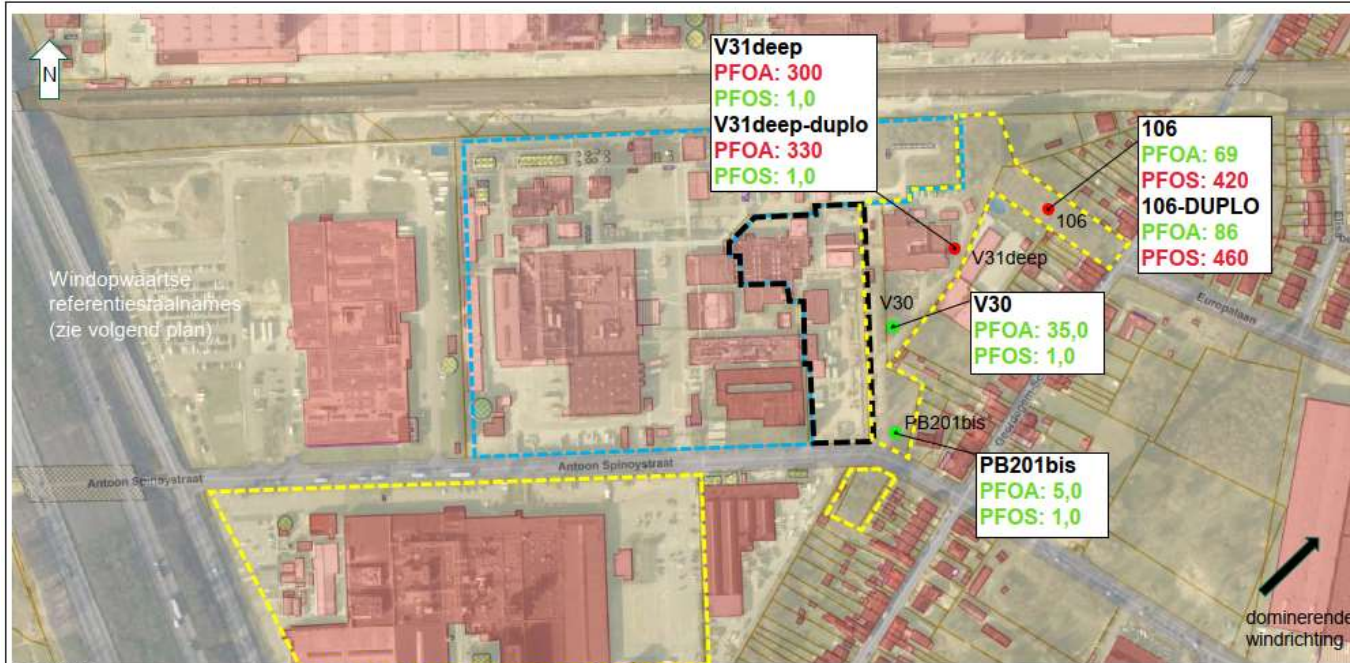 N
V31deep
PFOA: 300
PFOS: 1,0
V31deep-duplo
PFOA: 330
PFOS: 1,0
106
PFOA: 69
PFOS: 420
106-DUPLO
PFOA: 86
PFOS: 460
106
V31deep
Windopwaartse
referentiestaalnames
(zie volgend plan)
V30
V30
PFOA: 35,0
PFOS: 1,0
Europalaan
PB201bis
PB201bis
PFOA: 5,0
PFOS: 1,0
Antoon Spinoystraat
Antoon Spinoystraat
dominerende
windrichting